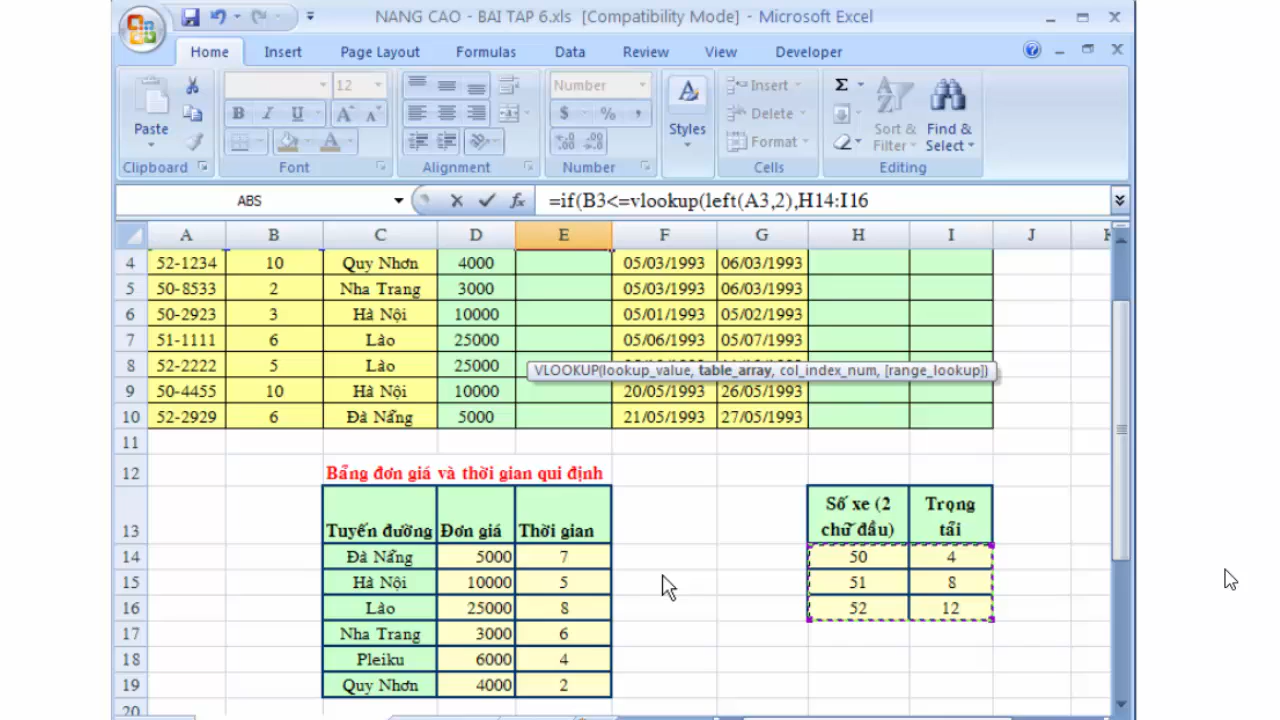 NANG CAO - BAI TAP 6.xls [Compatibility Mode] - Microsoft Excel
Home Insert Page Layout Formulas Data Review View Developer
12 Number
Paste B I U A A $ % , Styles Insert Delete Format Σ Sort & Filter Find & Select
Clipboard Font Alignment Number Cells Editing
ABS fx =if(B3<=vlookup(left(A3,2),H14:I16
A B C D E F G H I J K
4 52-1234 10 Quy Nhơn 4000 05/03/1993 06/03/1993
5 50-8533 2 Nha Trang 3000 05/03/1993 06/03/1993
6 50-2923 3 Hà Nội 10000 05/01/1993 05/02/1993
7 51-1111 6 Lào 25000 05/06/1993 05/07/1993
8 52-2222 5 Lào 25000
VLOOKUP(lookup_value, table_array, col_index_num, [range_lookup])
9 50-4455 10 Hà Nội 10000 20/05/1993 26/05/1993
10 52-2929 6 Đà Nẵng 5000 21/05/1993 27/05/1993
11
12 Bảng đơn giá và thời gian qui định
13 Tuyến đường Đơn giá Thời gian Số xe (2 chữ đầu) Trọng tải
14 Đà Nẵng 5000 7 50 4
15 Hà Nội 10000 5 51 8
16 Lào 25000 8 52 12
17 Nha Trang 3000 6
18 Pleiku 6000 4
19 Quy Nhơn 4000 2
20